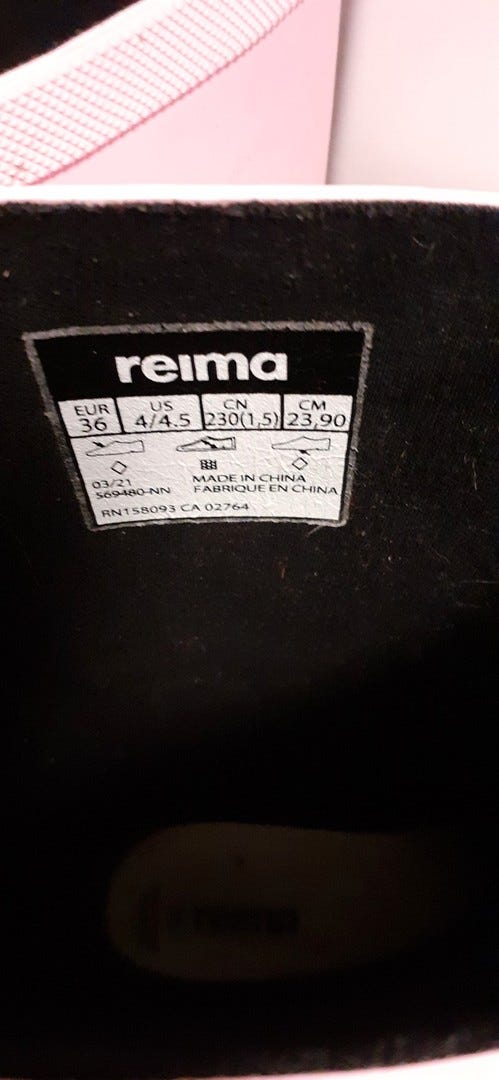 reima
EUR US CN CM
36 4/4.5 230(1,5) 23,90
03/21 MADE IN CHINA
569480-NN FABRIQUE EN CHINA
RN158093 CA 02764
reima